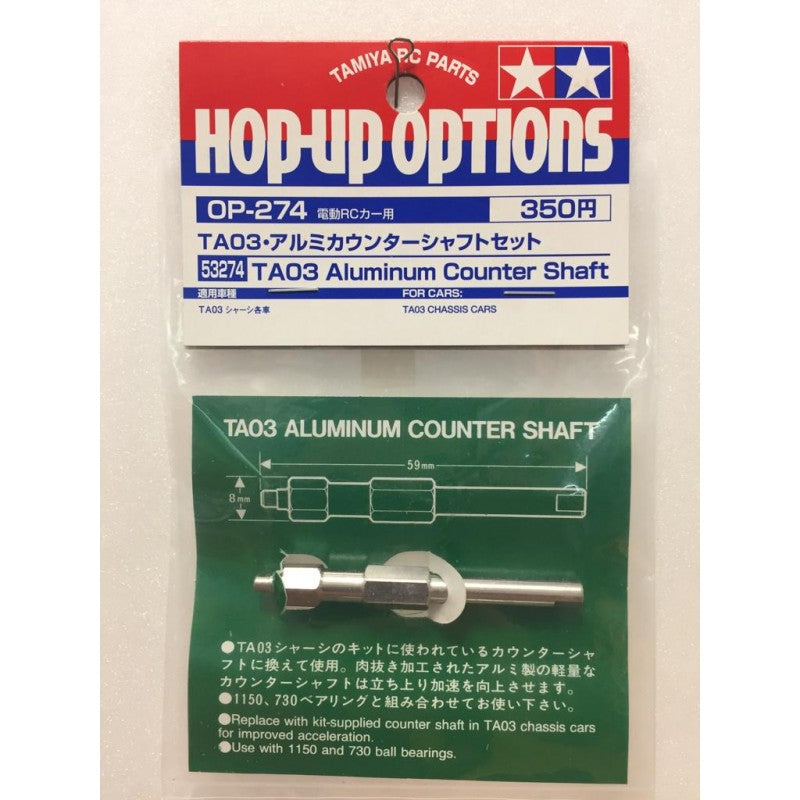 TAMIYA RC PARTS
HOP-UP OPTIONS
OP-274 電動RCカー用 350円
TA03・アルミカウンターシャフトセット
53274 TA03 Aluminum Counter Shaft
適用車種 FOR CARS:
TA03 シャーシ各車 TA03 CHASSIS CARS
TA03 ALUMINUM COUNTER SHAFT
59mm
8mm
●TA03シャーシのキットに使われているカウンターシャ
フトに換えて使用。肉抜き加工されたアルミ製の軽量な
カウンターシャフトは立ち上り加速を向上させます。
●1150、730ベアリングと組み合わせてお使い下さい。
●Replace with kit-supplied counter shaft in TA03 chassis cars
for improved acceleration.
●Use with 1150 and 730 ball bearings.